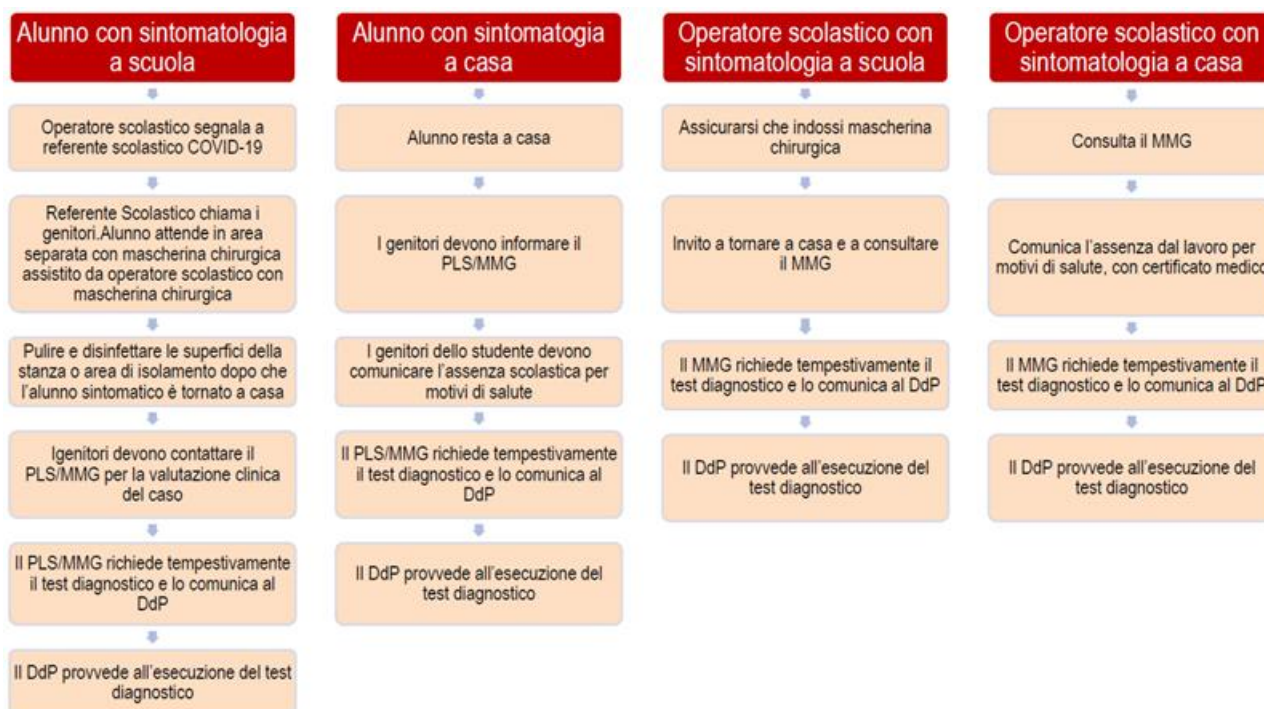 Alunno con sintomatologia
a scuola
Operatore scolastico segnala a
referente scolastico COVID-19
Referente Scolastico chiama i
genitori.Alunno attende in area
separata con mascherina chirurgica
assistito da operatore scolastico con
mascherina chirurgica
Pulire e disinfettare le superfici della
stanza o area di isolamento dopo che
l'alunno sintomatico è tornato a casa
Igenitori devono contattare il
PLS/MMG per la valutazione clinica
del caso
Il PLS/MMG richiede tempestivamente
il test diagnostico e lo comunica al
DdP
Il DdP provvede all'esecuzione del test
diagnostico
Alunno con sintomatogia
a casa
Alunno resta a casa
I genitori devono informare il
PLS/MMG
I genitori dello studente devono
comunicare l'assenza scolastica per
motivi di salute
Il PLS/MMG richiede tempestivamente
il test diagnostico e lo comunica al
DdP
Il DdP provvede all'esecuzione del
test diagnostico
Operatore scolastico con
sintomatologia a scuola
Assicurarsi che indossi mascherina
chirurgica
Invito a tornare a casa e a consultare
il MMG
Il MMG richiede tempestivamente il
test diagnostico e lo comunica al DdP
Il DdP provvede all'esecuzione del
test diagnostico
Operatore scolastico con
sintomatologia a casa
Consulta il MMG
Comunica l'assenza dal lavoro per
motivi di salute, con certificato medico
Il MMG richiede tempestivamente il
test diagnostico e lo comunica al DdP
Il DdP provvede all'esecuzione del
test diagnostico